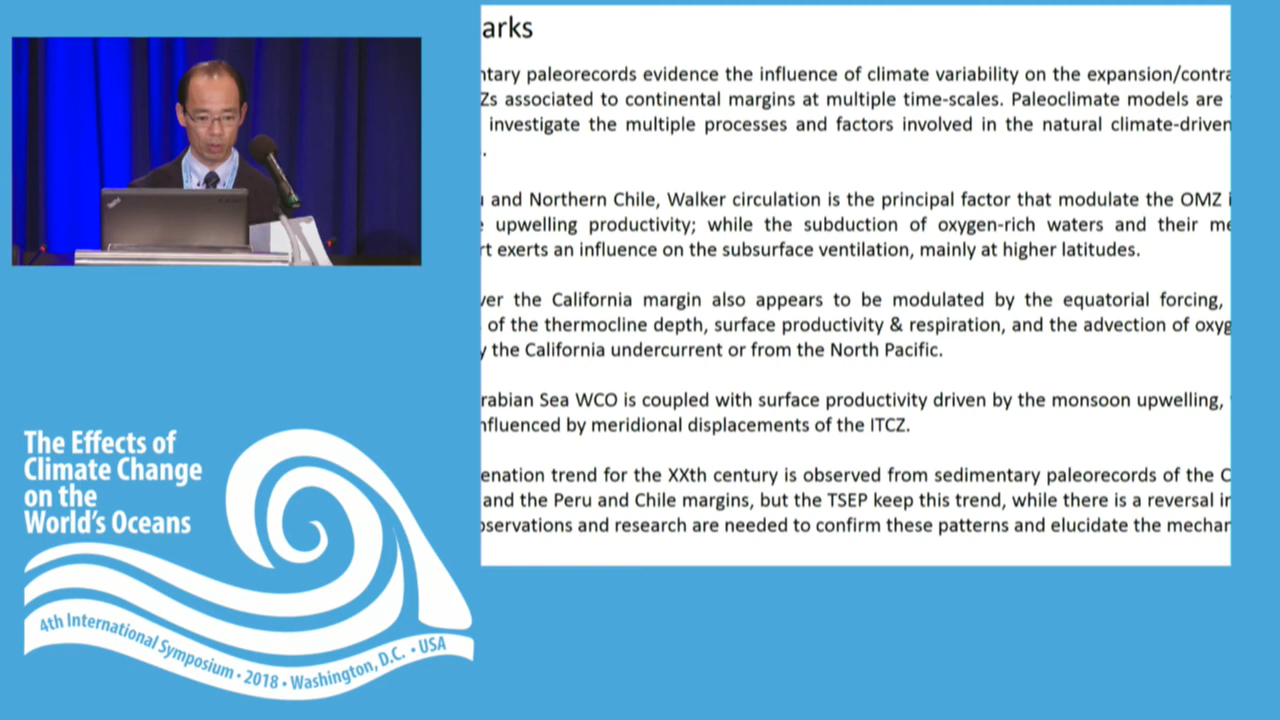 arks
ntary paleorecords evidence the influence of climate variability on the expansion/contra
Zs associated to continental margins at multiple time-scales. Paleoclimate models are
investigate the multiple processes and factors involved in the natural climate-driven
.
and Northern Chile, Walker circulation is the principal factor that modulate the OMZ i
upwelling productivity; while the subduction of oxygen-rich waters and their me
rt exerts an influence on the subsurface ventilation, mainly at higher latitudes.
ver the California margin also appears to be modulated by the equatorial forcing,
of the thermocline depth, surface productivity & respiration, and the advection of oxyg
y the California undercurrent or from the North Pacific.
rabian Sea WCO is coupled with surface productivity driven by the monsoon upwelling,
nfluenced by meridional displacements of the ITCZ.
enation trend for the XXth century is observed from sedimentary paleorecords of the C
and the Peru and Chile margins, but the TSEP keep this trend, while there is a reversal in
bservations and research are needed to confirm these patterns and elucidate the mechan
The Effects of
Climate Change
on the
World's Oceans
4th International Symposium • 2018 • Washington, D.C. • USA